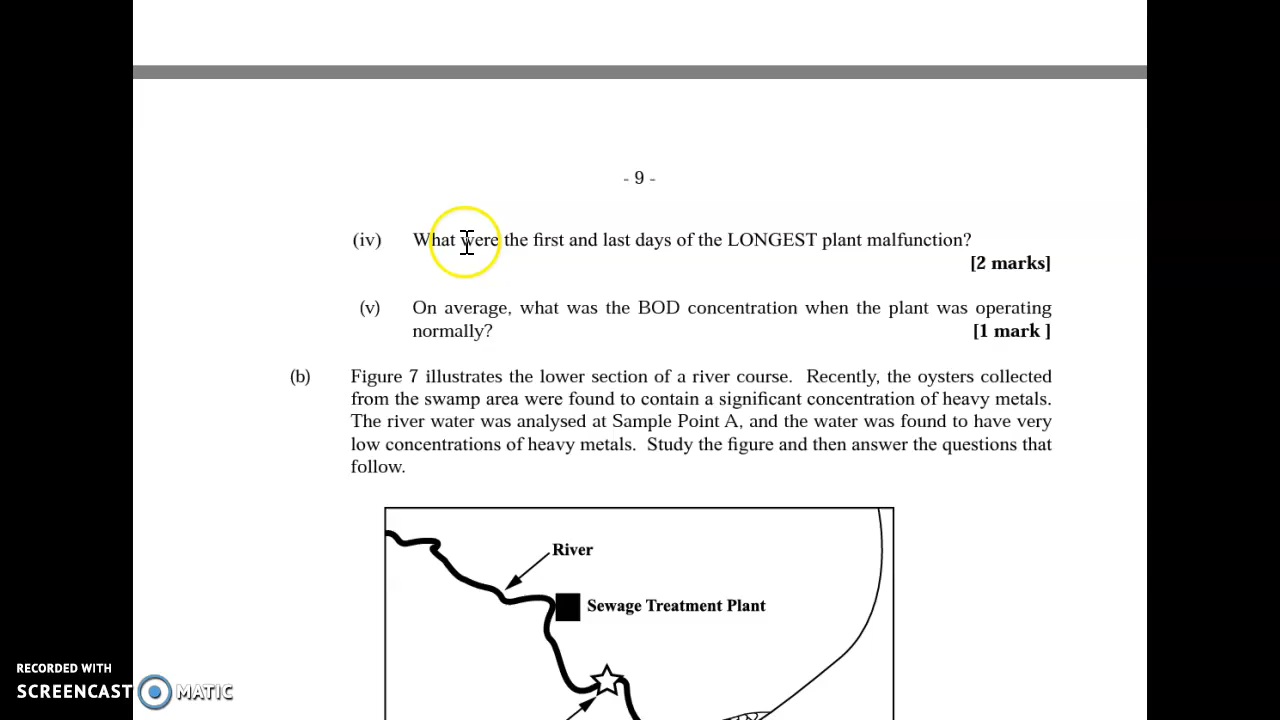 - 9 -
(iv) What were the first and last days of the LONGEST plant malfunction?
[2 marks]
(v) On average, what was the BOD concentration when the plant was operating
normally? [1 mark ]
(b) Figure 7 illustrates the lower section of a river course. Recently, the oysters collected
from the swamp area were found to contain a significant concentration of heavy metals.
The river water was analysed at Sample Point A, and the water was found to have very
low concentrations of heavy metals. Study the figure and then answer the questions that
follow.
River
Sewage Treatment Plant
RECORDED WITH
SCREENCAST MATIC